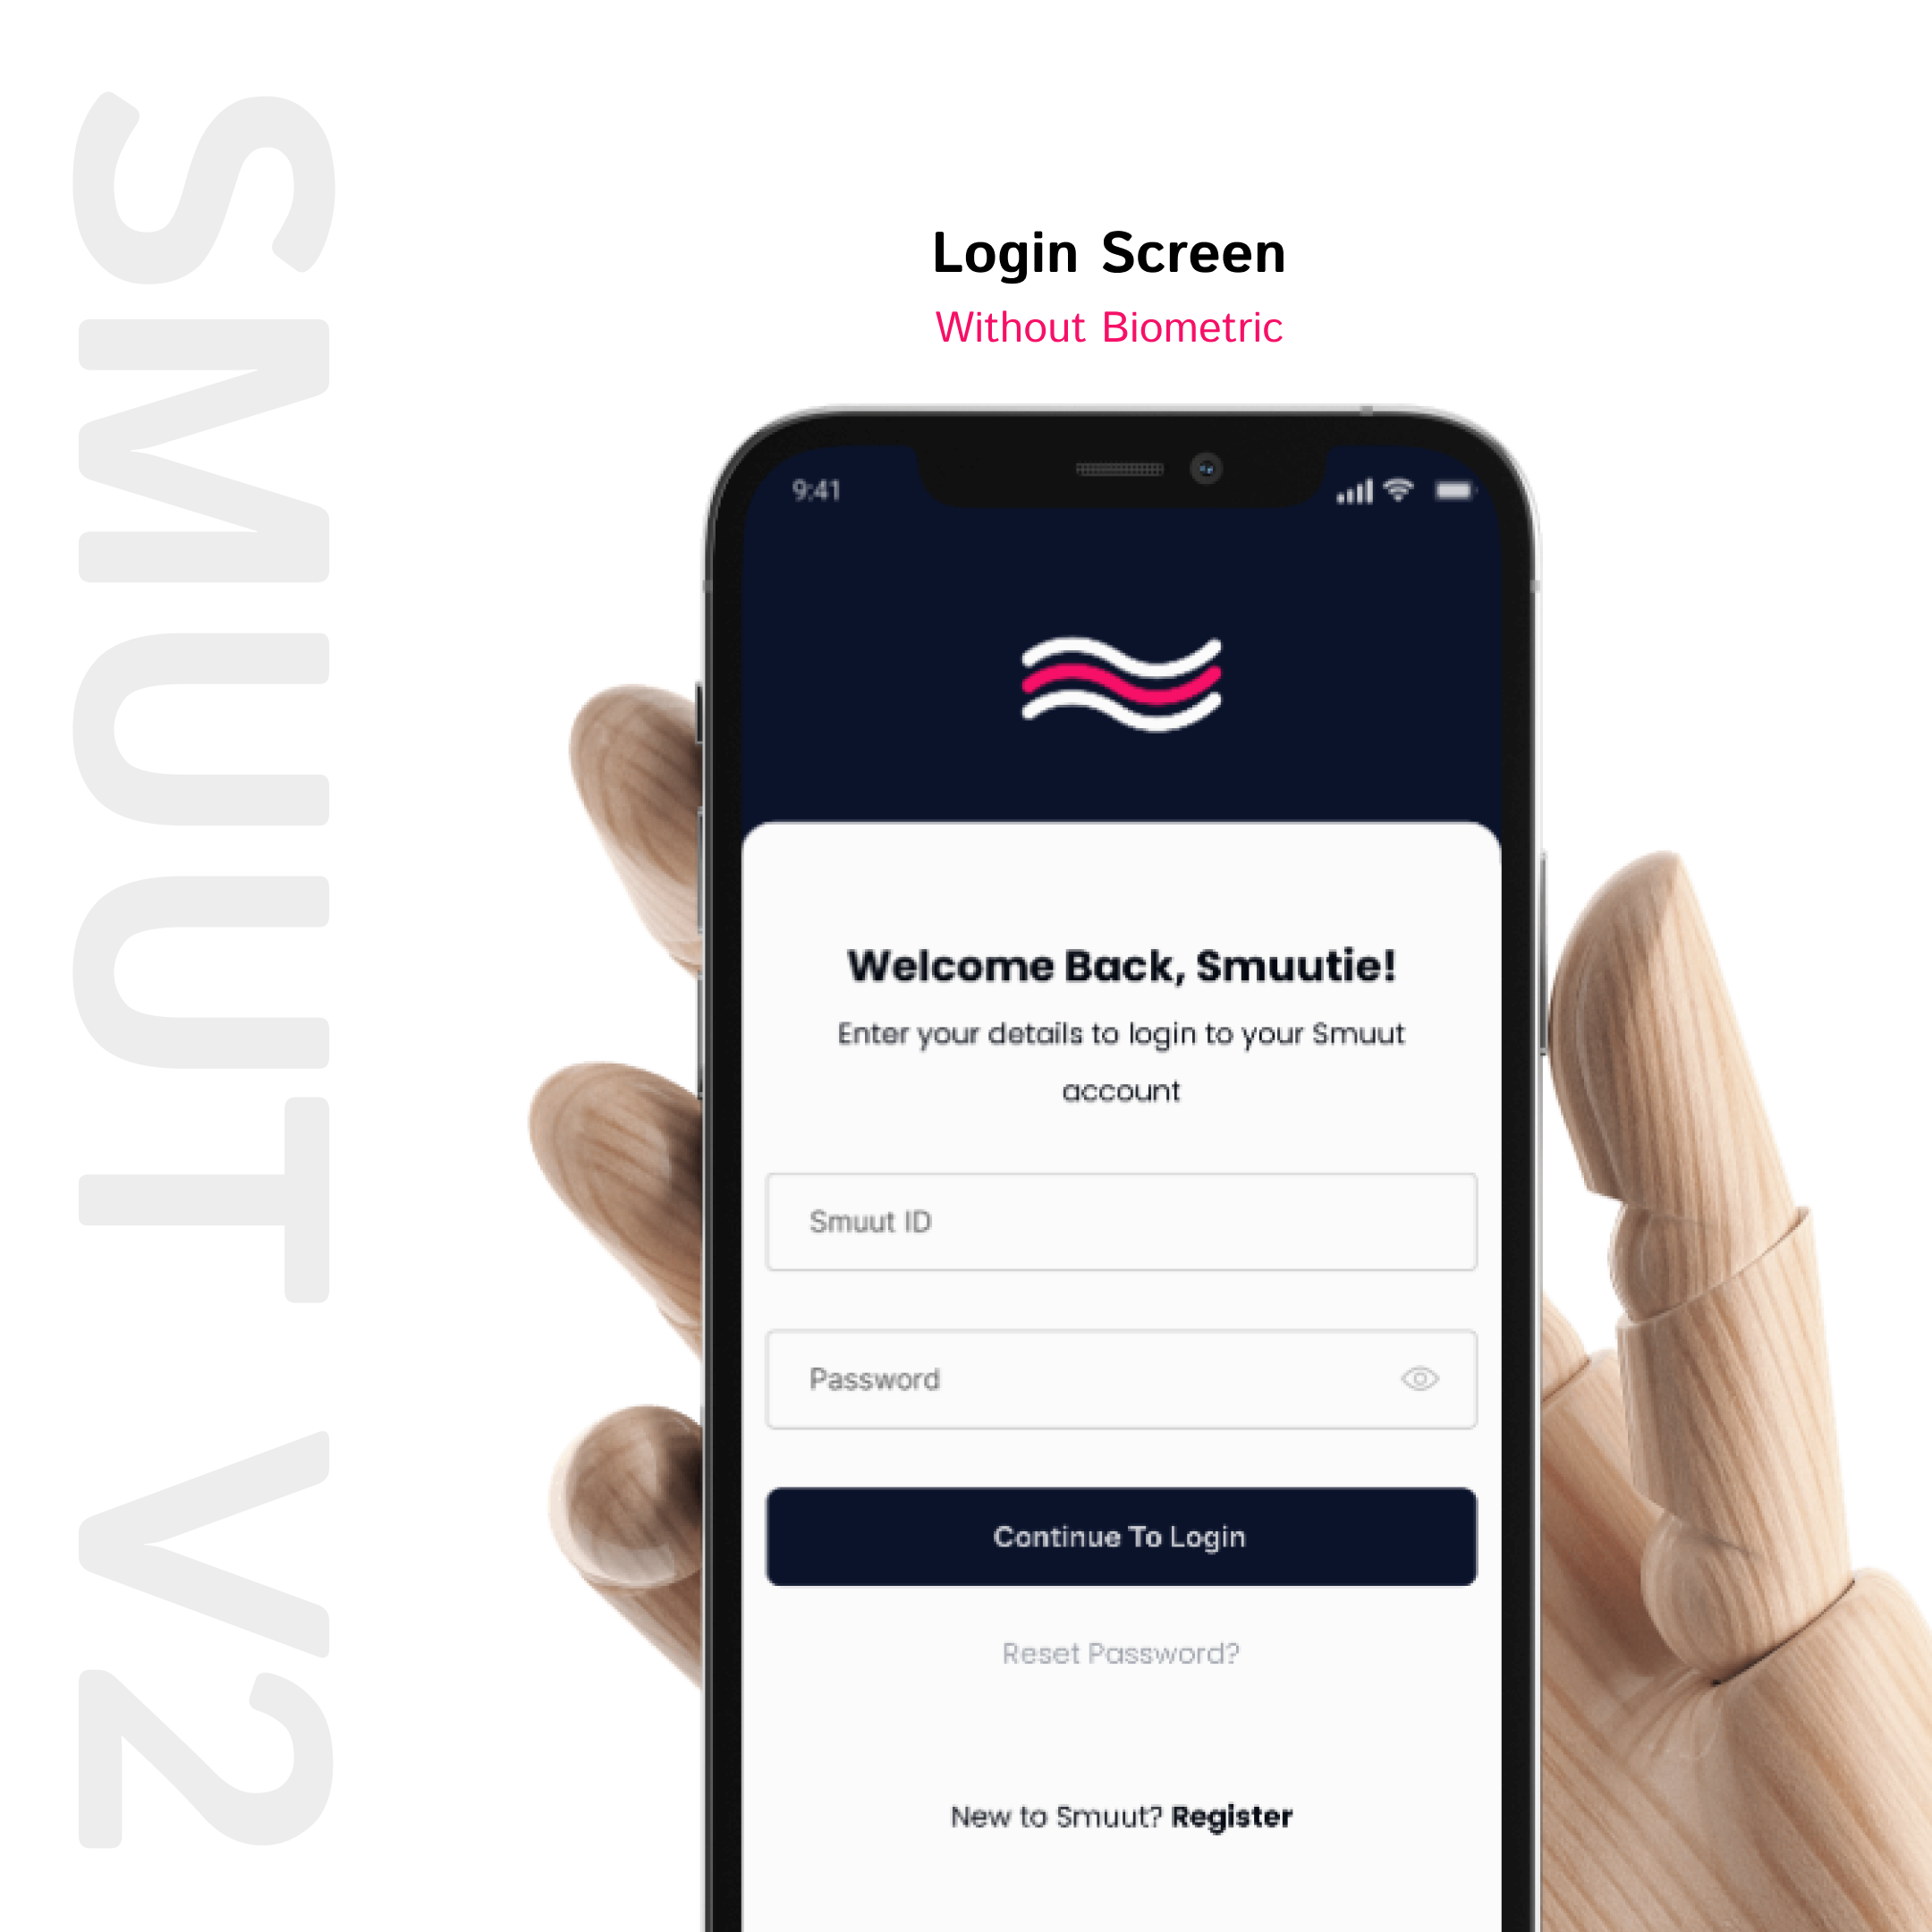 SMUUT V2
Login Screen
Without Biometric
9:41
Welcome Back, Smuutie!
Enter your details to login to your Smuut
account
Smuut ID
Password
Continue To Login
Reset Password?
New to Smuut? Register